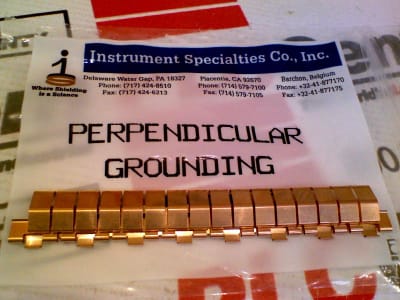 Instrument Specialties Co., Inc.
Where Shielding
is a Science
Delaware Water Gap, PA 18327
Phone: (717) 424-8510
Fax: (717) 424-6213
Placentia, CA 92670
Phone: (714) 579-7100
Fax: (714) 579-7105
Barchon, Belgium
Phone: +32-41-877170
Fax: +32-41-877175
PERPENDICULAR
GROUNDING